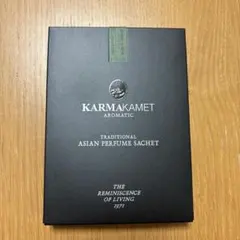 KARMAKAMET
AROMATIC
TRADITIONAL
ASIAN PERFUME SACHET
THE
REMINISCENCE
OF LIVING
1971